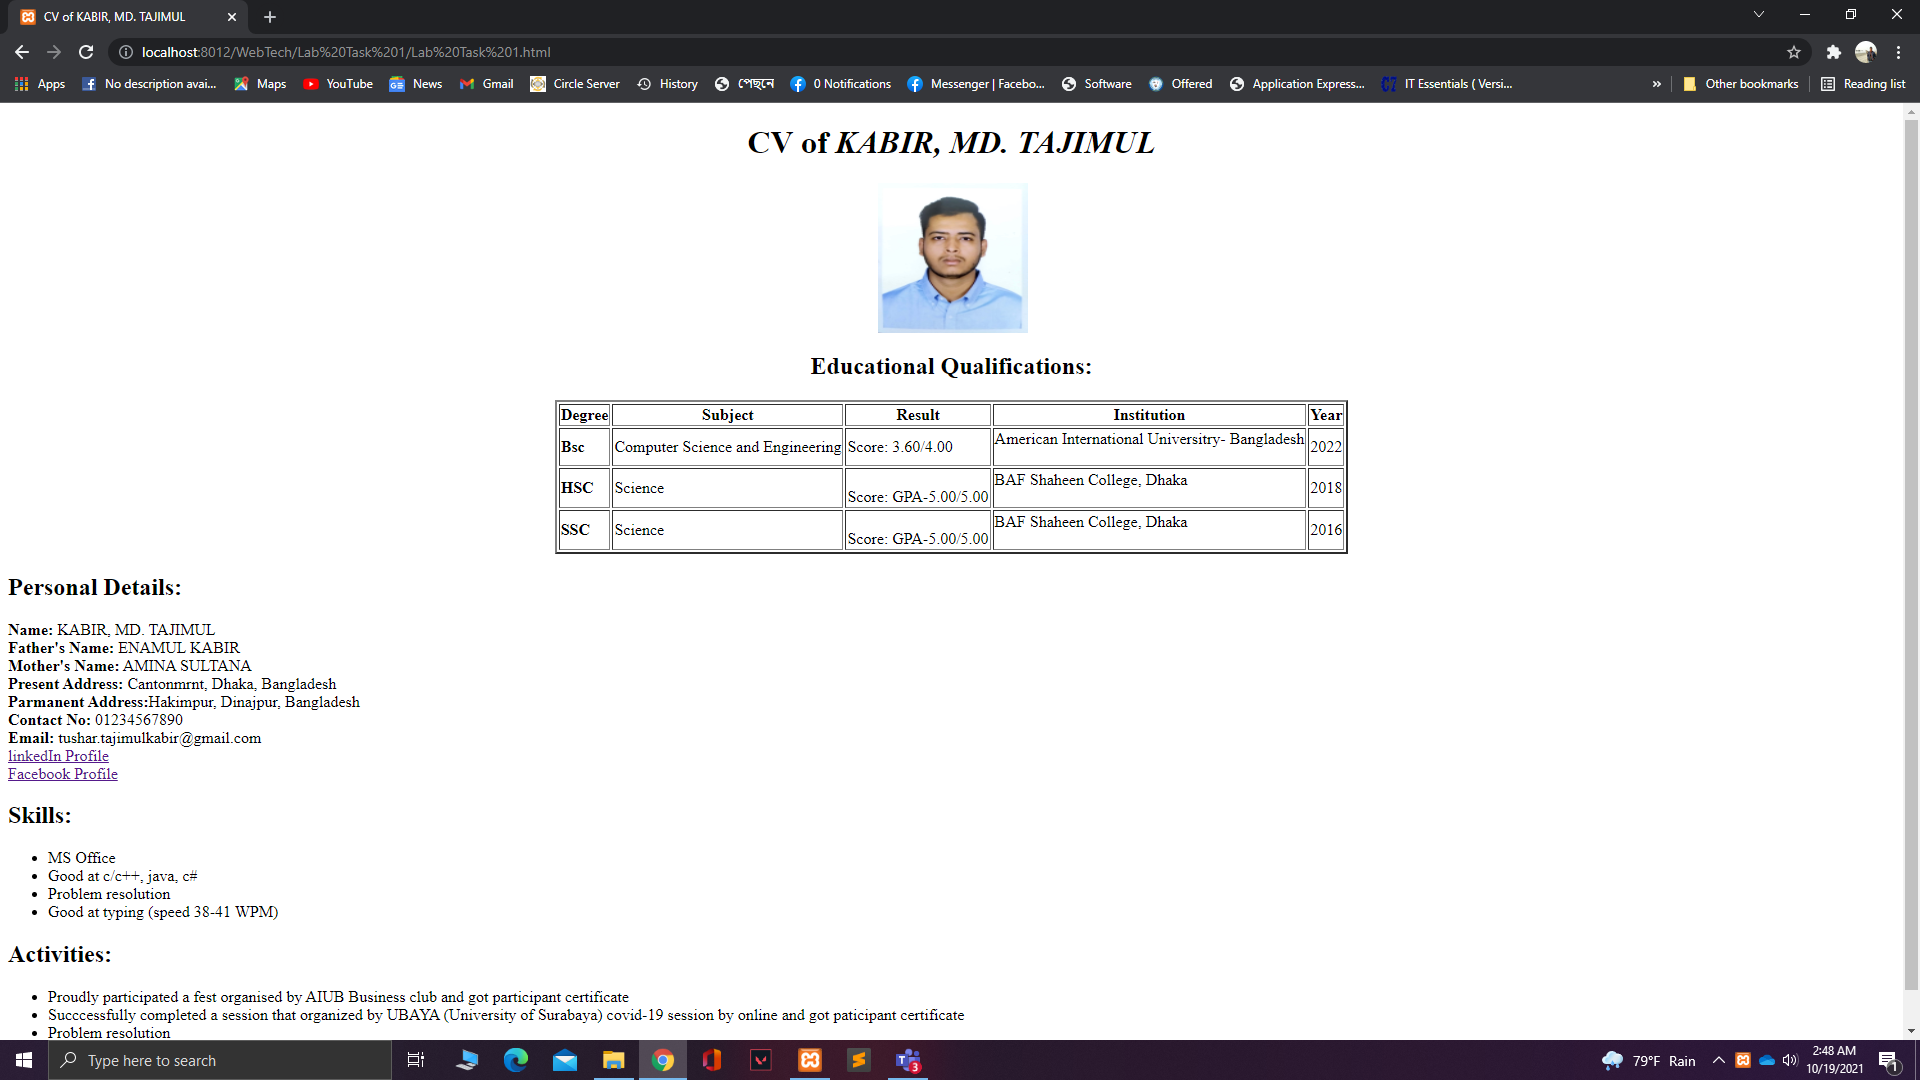 CV of KABIR, MD. TAJIMUL
localhost:8012/WebTech/Lab%20Task%201/Lab%20Task%201.html
Apps No description avai... Maps YouTube News Gmail Circle Server History পেছনে 0 Notifications Messenger | Facebo... Software Offered Application Express... IT Essentials ( Versi... » Other bookmarks Reading list
CV of KABIR, MD. TAJIMUL
Educational Qualifications:
Degree Subject Result Institution Year
Bsc Computer Science and Engineering Score: 3.60/4.00 American International Universitry- Bangladesh 2022
HSC Science Score: GPA-5.00/5.00 BAF Shaheen College, Dhaka 2018
SSC Science Score: GPA-5.00/5.00 BAF Shaheen College, Dhaka 2016
Personal Details:
Name: KABIR, MD. TAJIMUL
Father's Name: ENAMUL KABIR
Mother's Name: AMINA SULTANA
Present Address: Cantonmrnt, Dhaka, Bangladesh
Parmanent Address:Hakimpur, Dinajpur, Bangladesh
Contact No: 01234567890
Email: tushar.tajimulkabir@gmail.com
linkedIn Profile
Facebook Profile
Skills:
MS Office
Good at c/c++, java, c#
Problem resolution
Good at typing (speed 38-41 WPM)
Activities:
Proudly participated a fest organised by AIUB Business club and got participant certificate
Succcessfully completed a session that organized by UBAYA (University of Surabaya) covid-19 session by online and got paticipant certificate
Problem resolution
Type here to search
3
79°F Rain
2:48 AM
10/19/2021
1